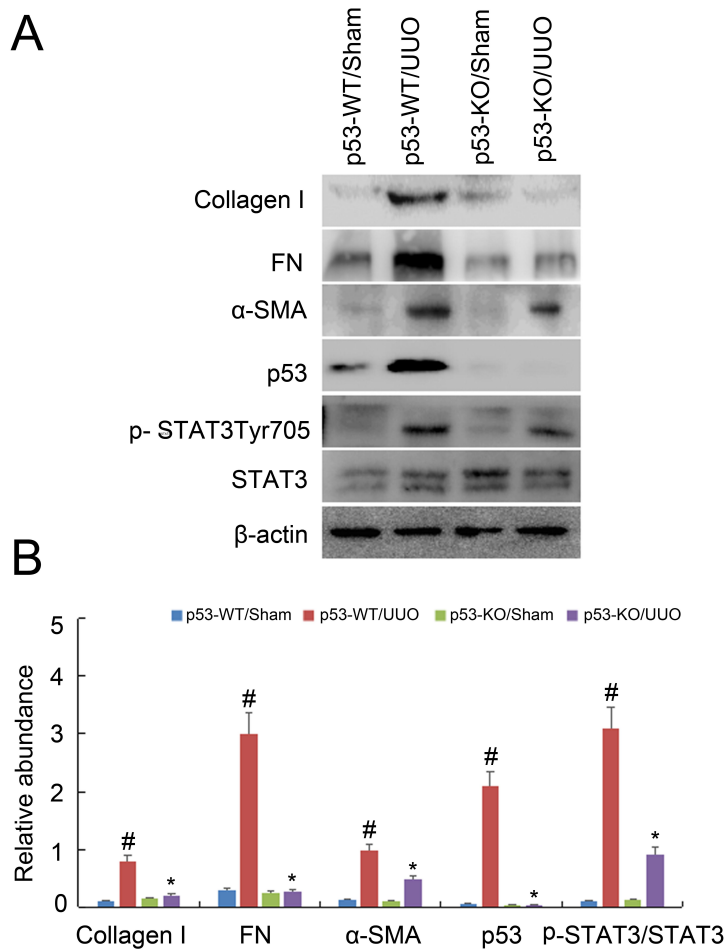 A
p53-WT/Sham
p53-WT/UUO
p53-KO/Sham
p53-KO/UUO
Collagen I
FN
α-SMA
p53
p- STAT3Tyr705
STAT3
β-actin
B
p53-WT/Sham p53-WT/UUO p53-KO/Sham p53-KO/UUO
Relative abundance
5
4
3
2
1
0
# * # * # * # * # *
Collagen I FN α-SMA p53 p-STAT3/STAT3